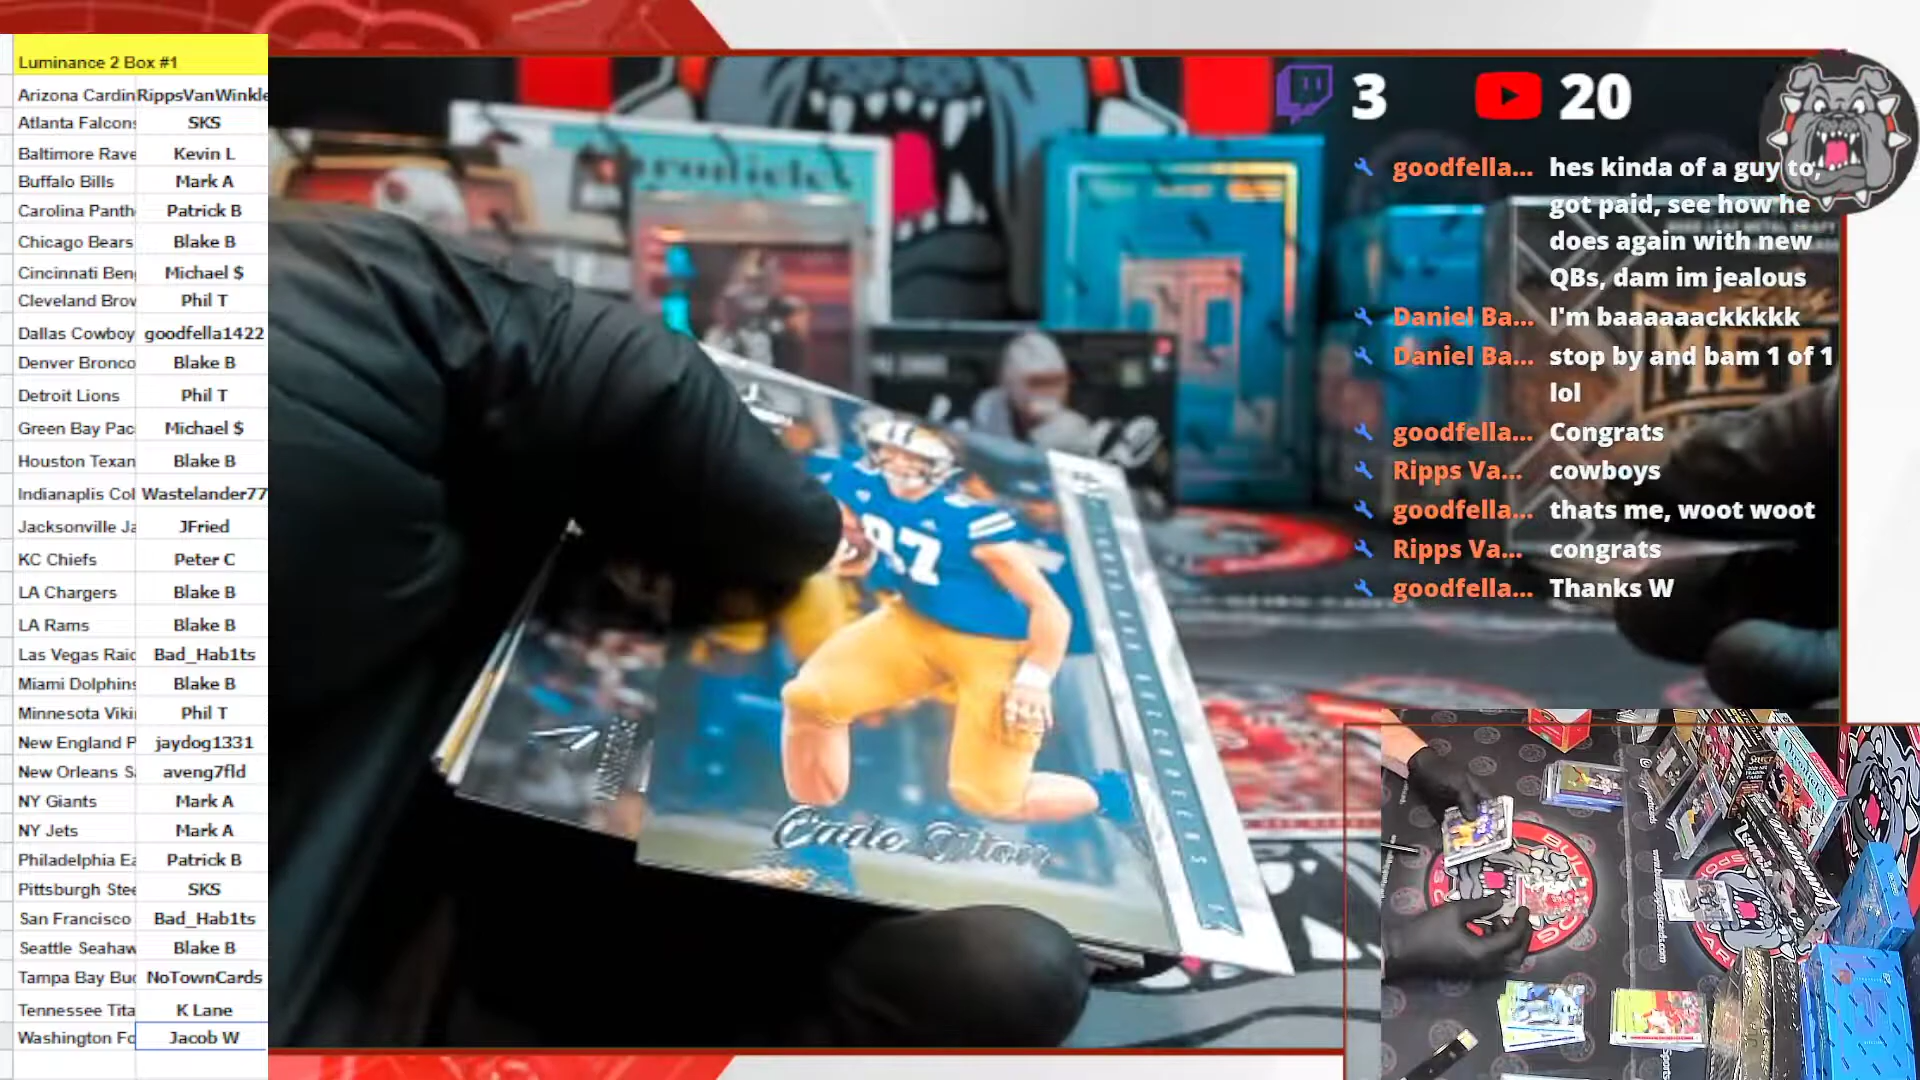 Luminance 2 Box #1
Arizona Cardin RippsVanWinkle
Atlanta Falcons SKS
Baltimore Rave Kevin L
Buffalo Bills Mark A
Carolina Panth Patrick B
Chicago Bears Blake B
Cincinnati Ben Michael $
Cleveland Brow Phil T
Dallas Cowboy goodfella1422
Denver Bronco Blake B
Detroit Lions Phil T
Green Bay Pac Michael $
Houston Texan Blake B
Indianaplis Col Wastelander77
Jacksonville Ja JFried
KC Chiefs Peter C
LA Chargers Blake B
LA Rams Blake B
Las Vegas Raid Bad_Hab1ts
Miami Dolphins Blake B
Minnesota Viki Phil T
New England P jaydog1331
New Orleans S aveng7fld
NY Giants Mark A
NY Jets Mark A
Philadelphia Ea Patrick B
Pittsburgh Stee SKS
San Francisco Bad_Hab1ts
Seattle Seahaw Blake B
Tampa Bay Buc NoTownCards
Tennessee Tita K Lane
Washington Fo Jacob W
3 20
goodfella... hes kinda of a guy to,
got paid, see how he
does again with new
QBs, dam im jealous
Daniel Ba... I'm baaaaaackkkkk
Daniel Ba... stop by and bam 1 of 1
lol
goodfella... Congrats
Ripps Va... cowboys
goodfella... thats me, woot woot
Ripps Va... congrats
goodfella... Thanks W
87